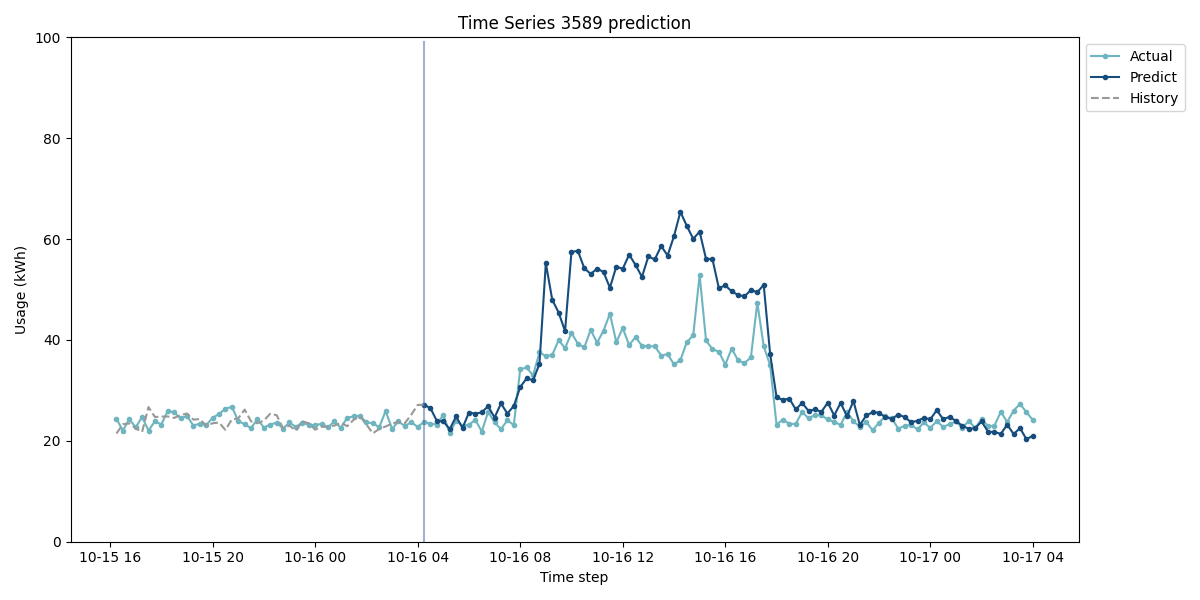 Time Series 3589 prediction
Usage (kWh)
100
80
60
40
20
0
10-15 16
10-15 20
10-16 00
10-16 04
10-16 08
10-16 12
10-16 16
10-16 20
10-17 00
10-17 04
Time step
Actual
Predict
History